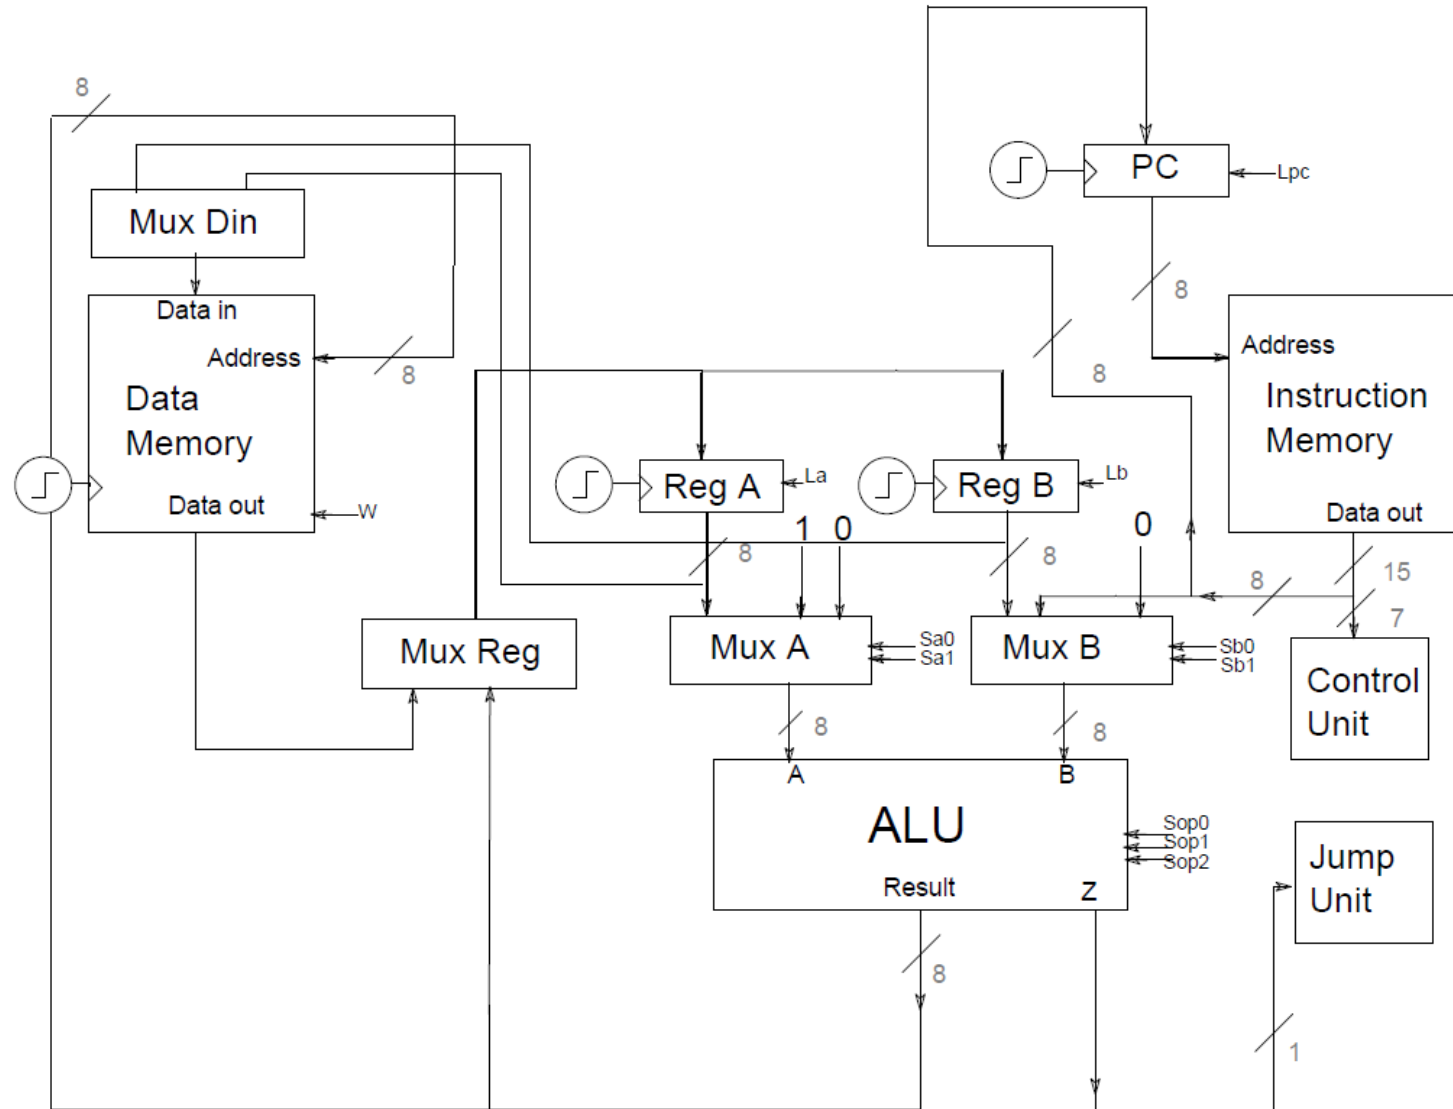 8
PC
Lpc
Mux Din
8
Data in
Address
8
Data
Memory
Data out
W
8
Address
Instruction
Memory
Data out
Reg A
La
Reg B
Lb
1 0
0
8
8
8
15
7
Mux Reg
Mux A
Sa0
Sa1
Mux B
Sb0
Sb1
Control
Unit
8
8
A
B
ALU
Sop0
Sop1
Sop2
Result
Z
Jump
Unit
8
1